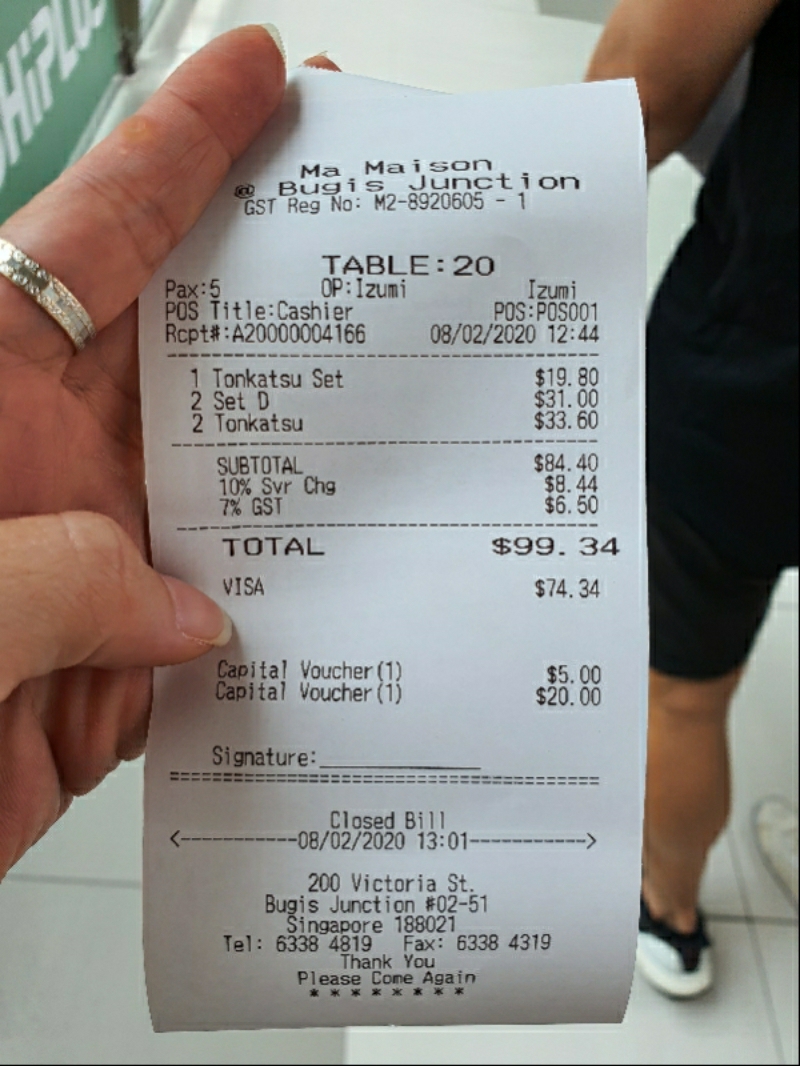 Ma Maison
@ Bugis Junction
GST Reg No: M2-8920605 - 1
TABLE:20
Pax:5 OP:Izumi Izumi
POS Title:Cashier POS:POS001
Rcpt#:A20000004166 08/02/2020 12:44
1 Tonkatsu Set $19.80
2 Set D $31.00
2 Tonkatsu $33.60
SUBTOTAL $84.40
10% Svr Chg $8.44
7% GST $6.50
TOTAL $99.34
VISA $74.34
Capital Voucher(1) $5.00
Capital Voucher(1) $20.00
Signature:
Closed Bill
<----------08/02/2020 13:01---------->
200 Victoria St.
Bugis Junction #02-51
Singapore 188021
Tel: 6338 4819 Fax: 6338 4319
Thank You
Please Come Again
* * * * * * * *